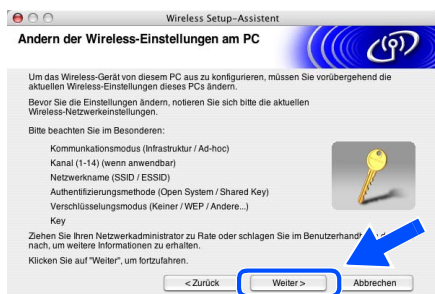 Wireless Setup-Assistent
Andern der Wireless-Einstellungen am PC
Um das Wireless-Gerät von diesem PC aus zu konfigurieren, müssen Sie vorübergehend die
aktuellen Wireless-Einstellungen dieses PCs ändern.
Bevor Sie die Einstellungen ändern, notieren Sie sich bitte die aktuellen
Wireless-Netzwerkeinstellungen.
Bitte beachten Sie im Besonderen:
Kommunkationsmodus (Infrastruktur / Ad-hoc)
Kanal (1-14) (wenn anwendbar)
Netzwerkname (SSID / ESSID)
Authentifizierungsmethode (Open System / Shared Key)
Verschlüsselungsmodus (Keiner / WEP / Andere...)
Key
Ziehen Sie Ihren Netzwerkadministrator zu Rate oder schlagen Sie im
nach, um weitere Informationen zu erhalten.
Klicken Sie auf "Weiter", um fortzufahren.
< Zurück Weiter > Abbrechen